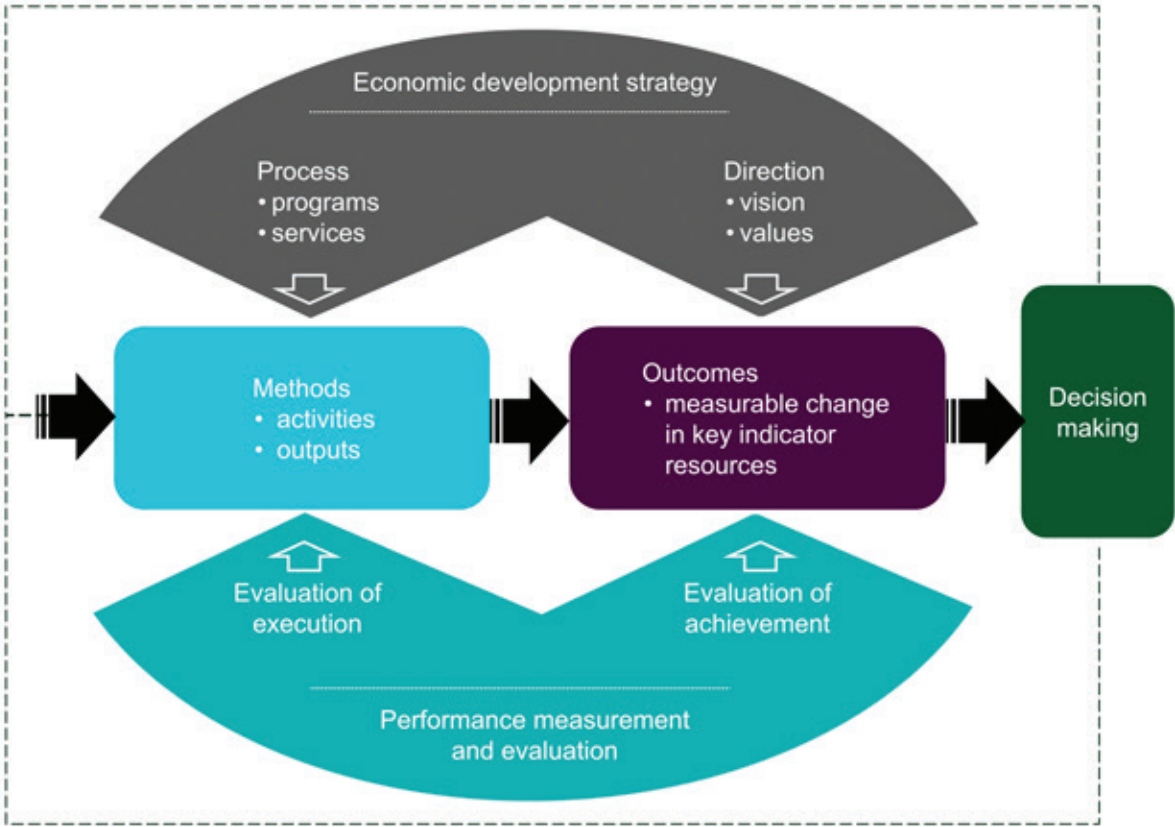 Economic development strategy
Process
• programs
• services
Direction
• vision
• values
Methods
• activities
• outputs
Outcomes
• measurable change
in key indicator
resources
Decision
making
Evaluation of
execution
Evaluation of
achievement
Performance measurement
and evaluation